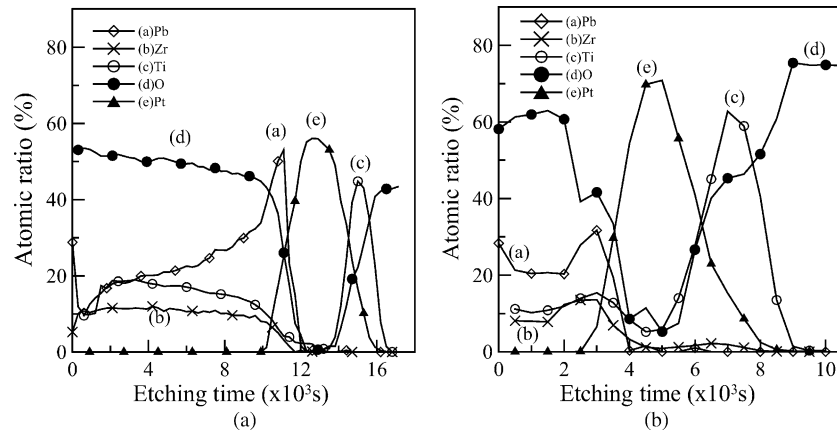 (a)Pb
(b)Zr
(c)Ti
(d)O
(e)Pt
(d)
(a)
(e)
(c)
(b)
80
60
40
20
0
Atomic ratio (%)
0 4 8 12 16
Etching time (x10³s)
(a)
(a)Pb
(b)Zr
(c)Ti
(d)O
(e)Pt
(d)
(e)
(c)
(a)
(b)
80
60
40
20
0
Atomic ratio (%)
0 2 4 6 8 10
Etching time (x10³s)
(b)